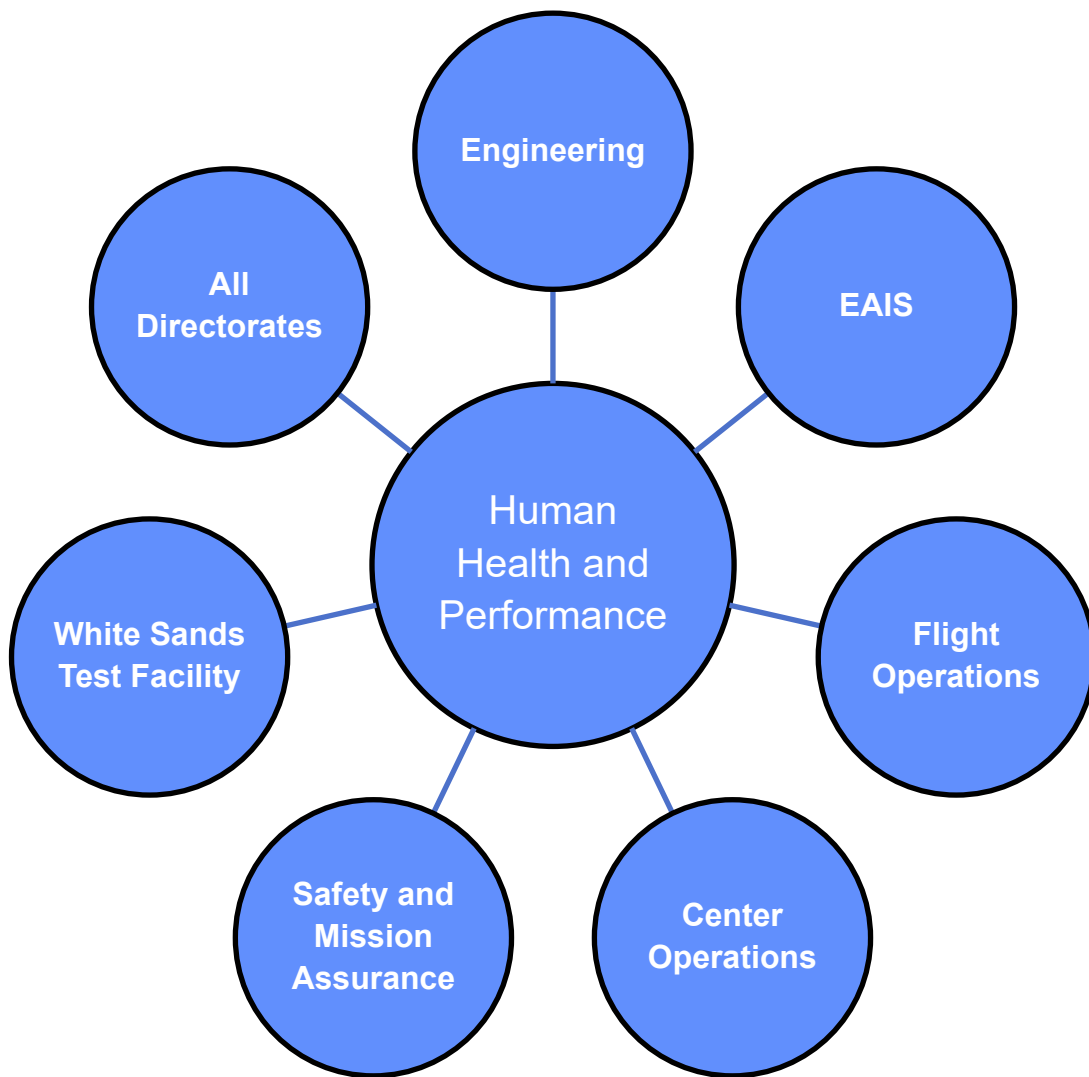 Engineering
All
Directorates
EAIS
Human
Health and
Performance
White Sands
Test Facility
Flight
Operations
Safety and
Mission
Assurance
Center
Operations